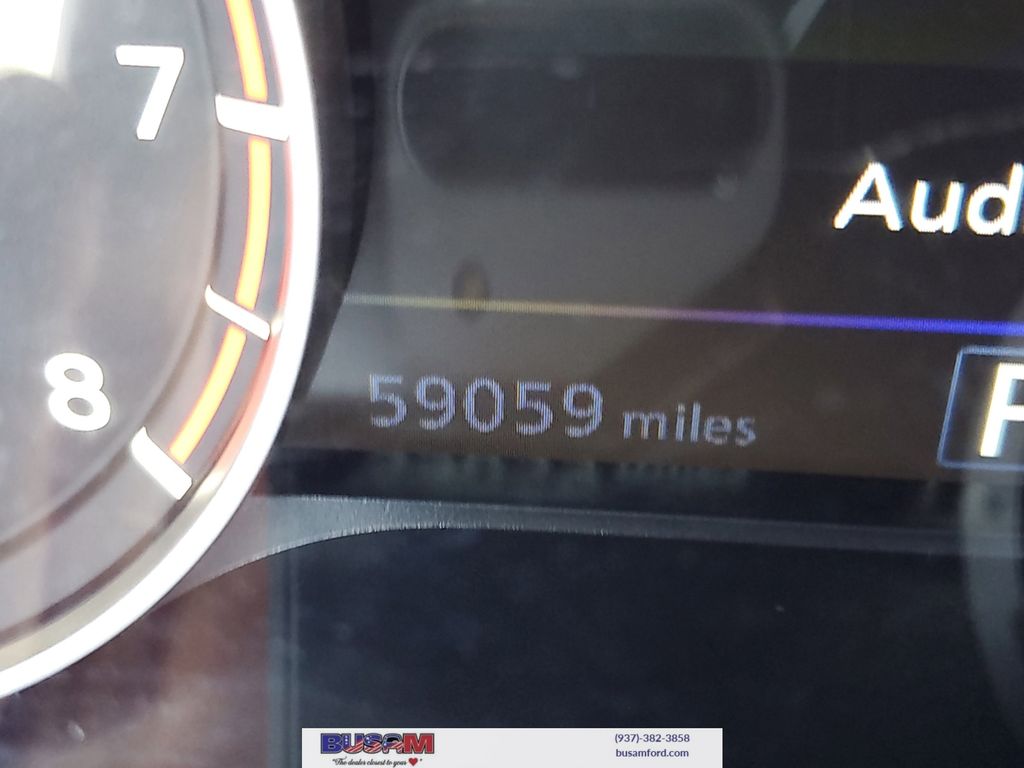 7
Aud
8
59059 miles
P
BUSAM
"The dealer closest to your ❤"
(937)-382-3858
busamford.com